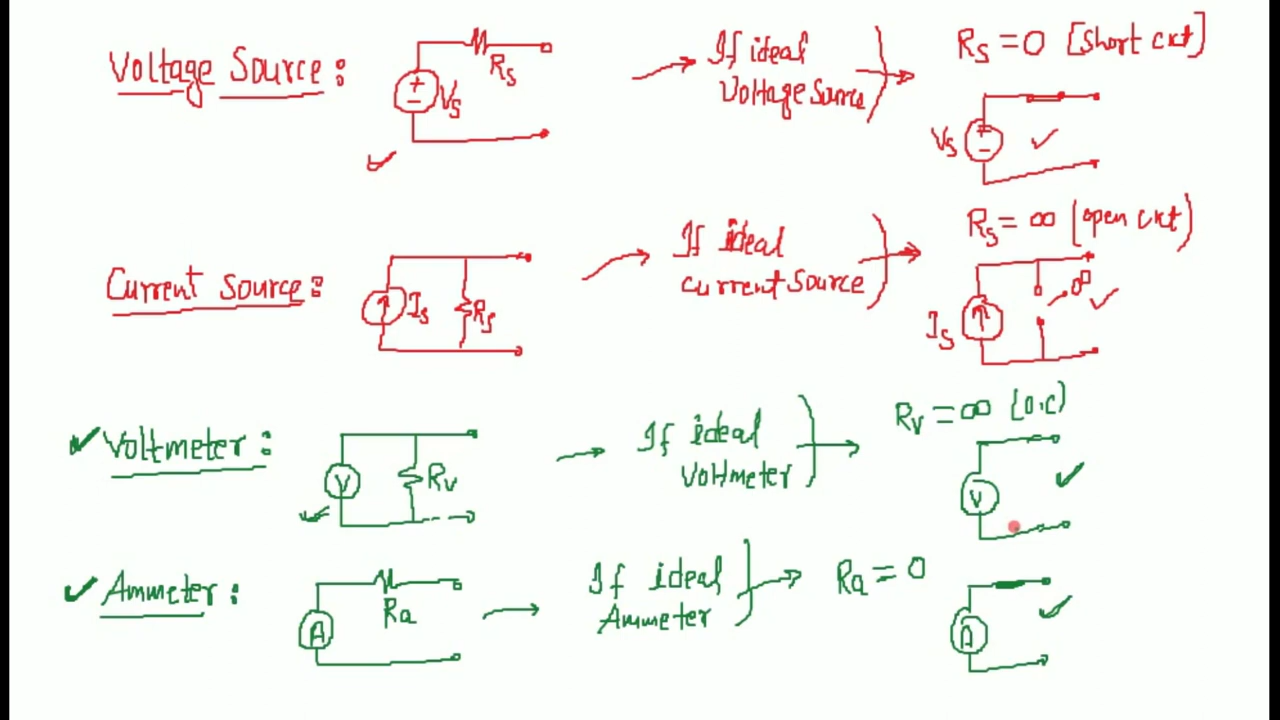 Voltage Source :
+
-
Vs
Rs
If ideal
Voltage Source
Rs = 0 [short ckt]
Vs
+
-
Current Source :
Is
Rs
If ideal
current Source
Rs = ∞ (open ckt)
Is
∞
Voltmeter :
V
Rv
If ideal
Voltmeter
Rv = ∞ (o.c)
V
Ammeter :
A
Ra
If ideal
Ammeter
Ra = 0
A